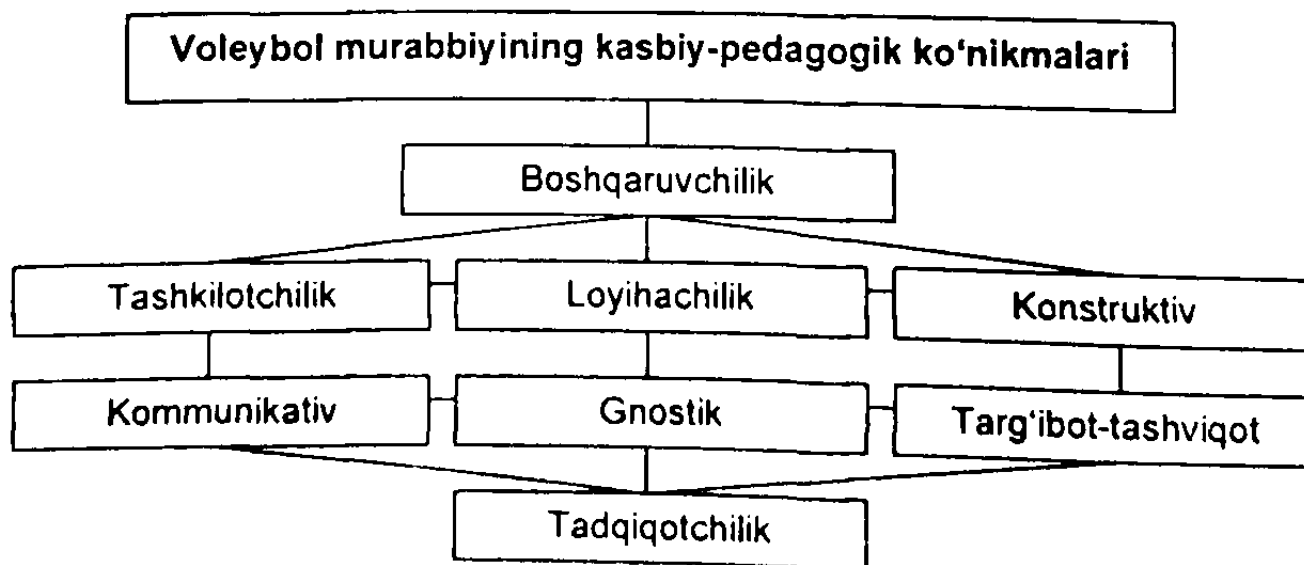 Voleybol murabbiyining kasbiy-pedagogik ko‘nikmalari
Boshqaruvchilik
Tashkilotchilik
Loyihachilik
Konstruktiv
Kommunikativ
Gnostik
Targ‘ibot-tashviqot
Tadqiqotchilik